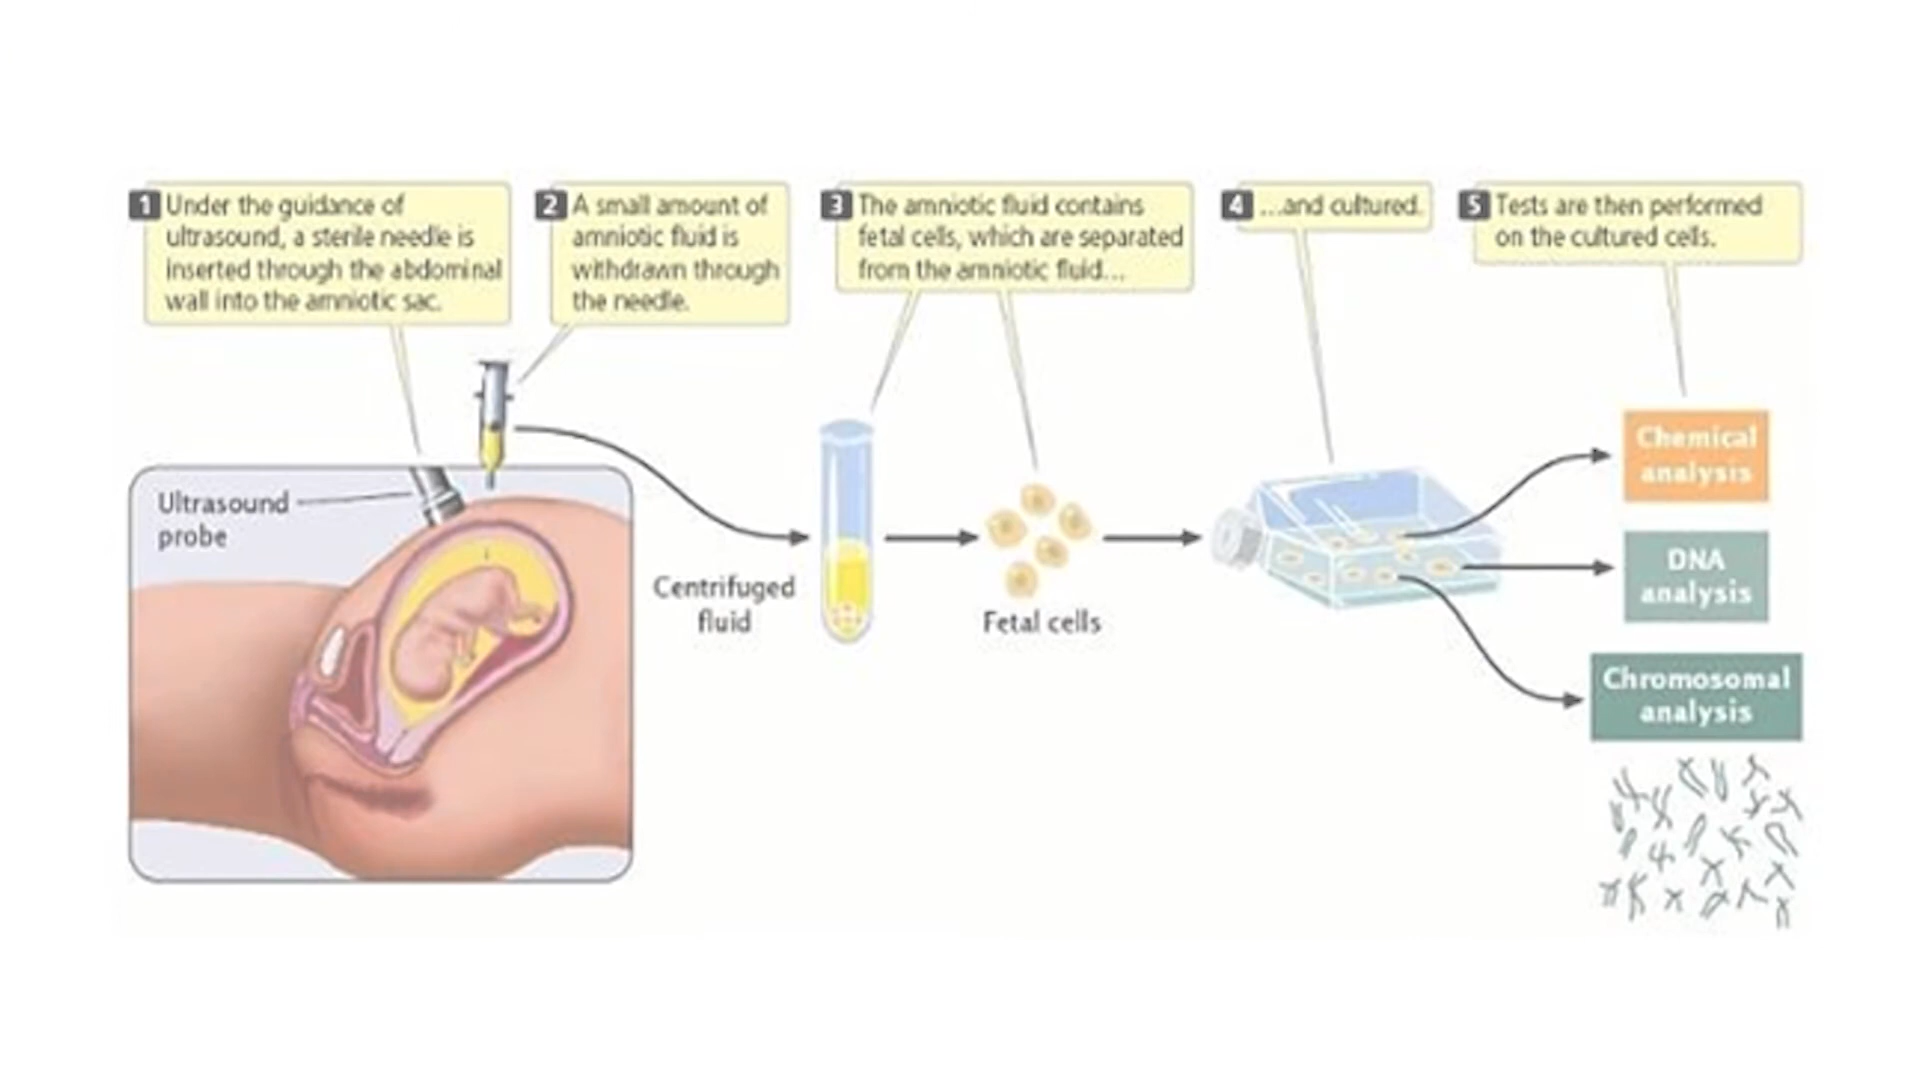 1 Under the guidance of
ultrasound, a sterile needle is
inserted through the abdominal
wall into the amniotic sac.
2 A small amount of
amniotic fluid is
withdrawn through
the needle.
3 The amniotic fluid contains
fetal cells, which are separated
from the amniotic fluid...
4 ...and cultured.
5 Tests are then performed
on the cultured cells.
Ultrasound
probe
Centrifuged
fluid
Fetal cells
Chemical
analysis
DNA
analysis
Chromosomal
analysis